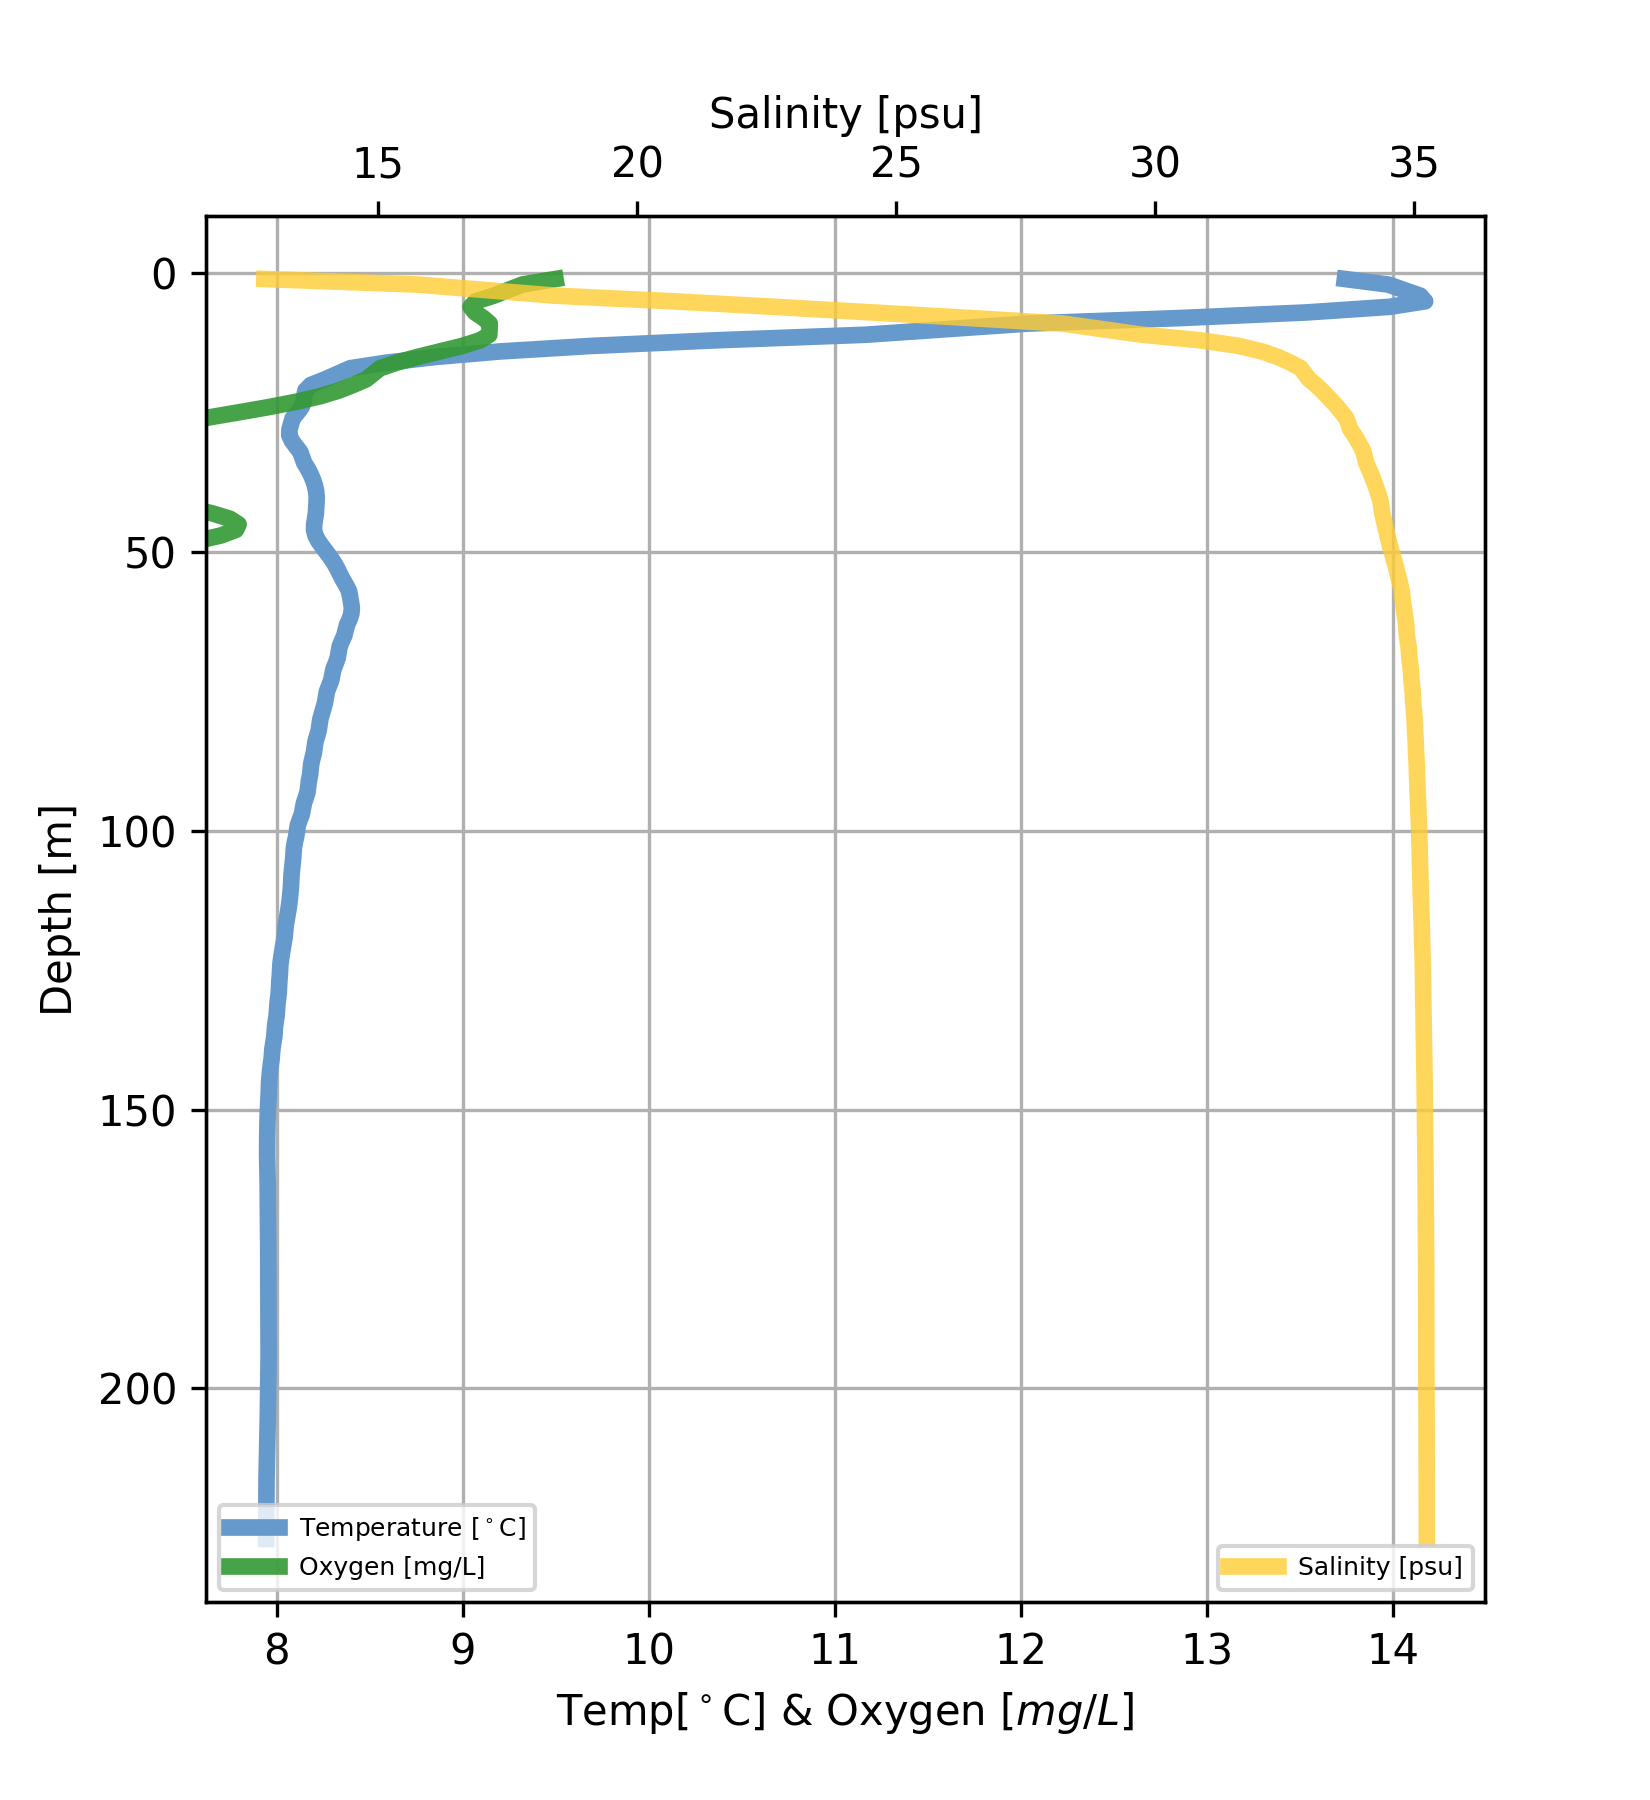 Salinity [psu]
15 20 25 30 35
0
50
100
150
200
Depth [m]
Temperature [°C]
Oxygen [mg/L]
Salinity [psu]
8 9 10 11 12 13 14
Temp[°C] & Oxygen [mg/L]